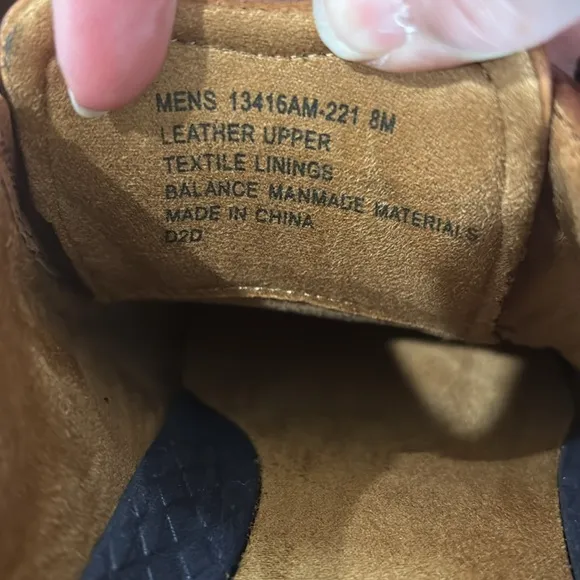 MENS 13416AM-221 8M
LEATHER UPPER
TEXTILE LININGS
BALANCE MANMADE MATERIALS
MADE IN CHINA
D2D